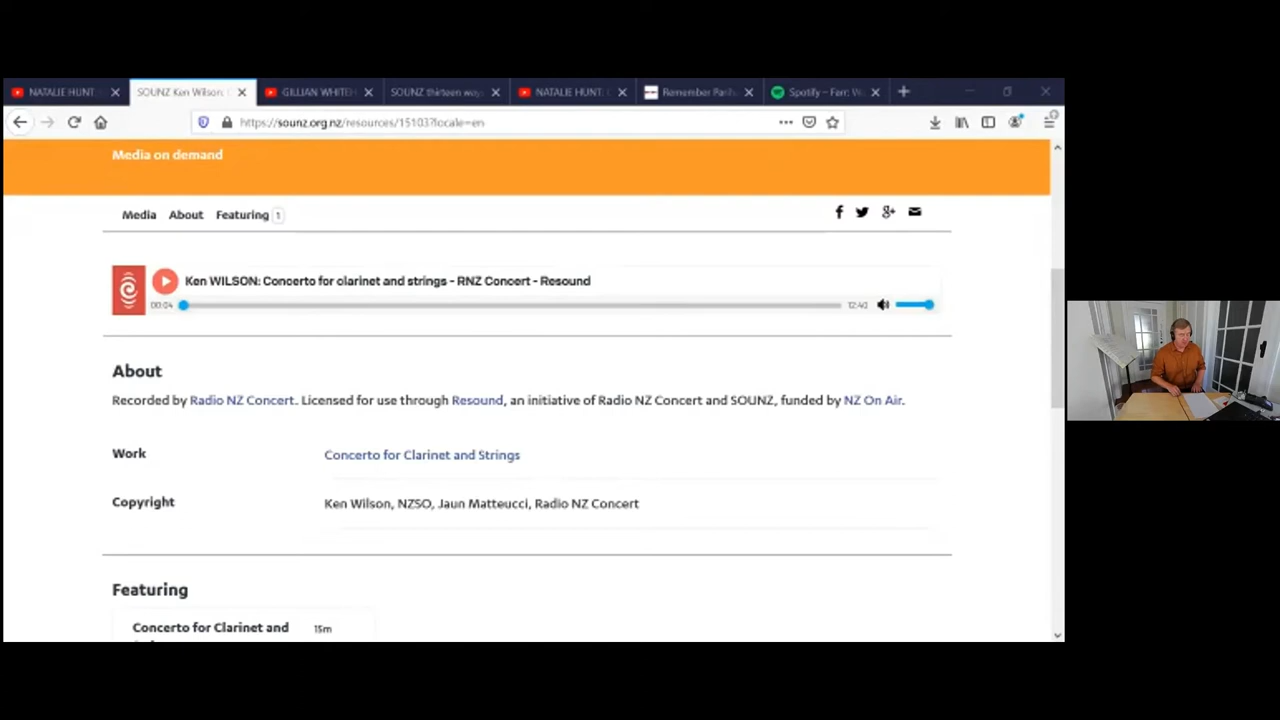 NATALIE HUNT: SOUNZ Ken Wilson: GILLIAN WHITEH SOUNZ thirteen way NATALIE HUNT: Remember Parih Spotify – Farr: W
https://sounz.org.nz/resources/15103?locale=en
Media on demand
Media About Featuring 1
Ken WILSON: Concerto for clarinet and strings - RNZ Concert - Resound
00:04 12:40
About
Recorded by Radio NZ Concert. Licensed for use through Resound, an initiative of Radio NZ Concert and SOUNZ, funded by NZ On Air.
Work Concerto for Clarinet and Strings
Copyright Ken Wilson, NZSO, Jaun Matteucci, Radio NZ Concert
Featuring
Concerto for Clarinet and 15m